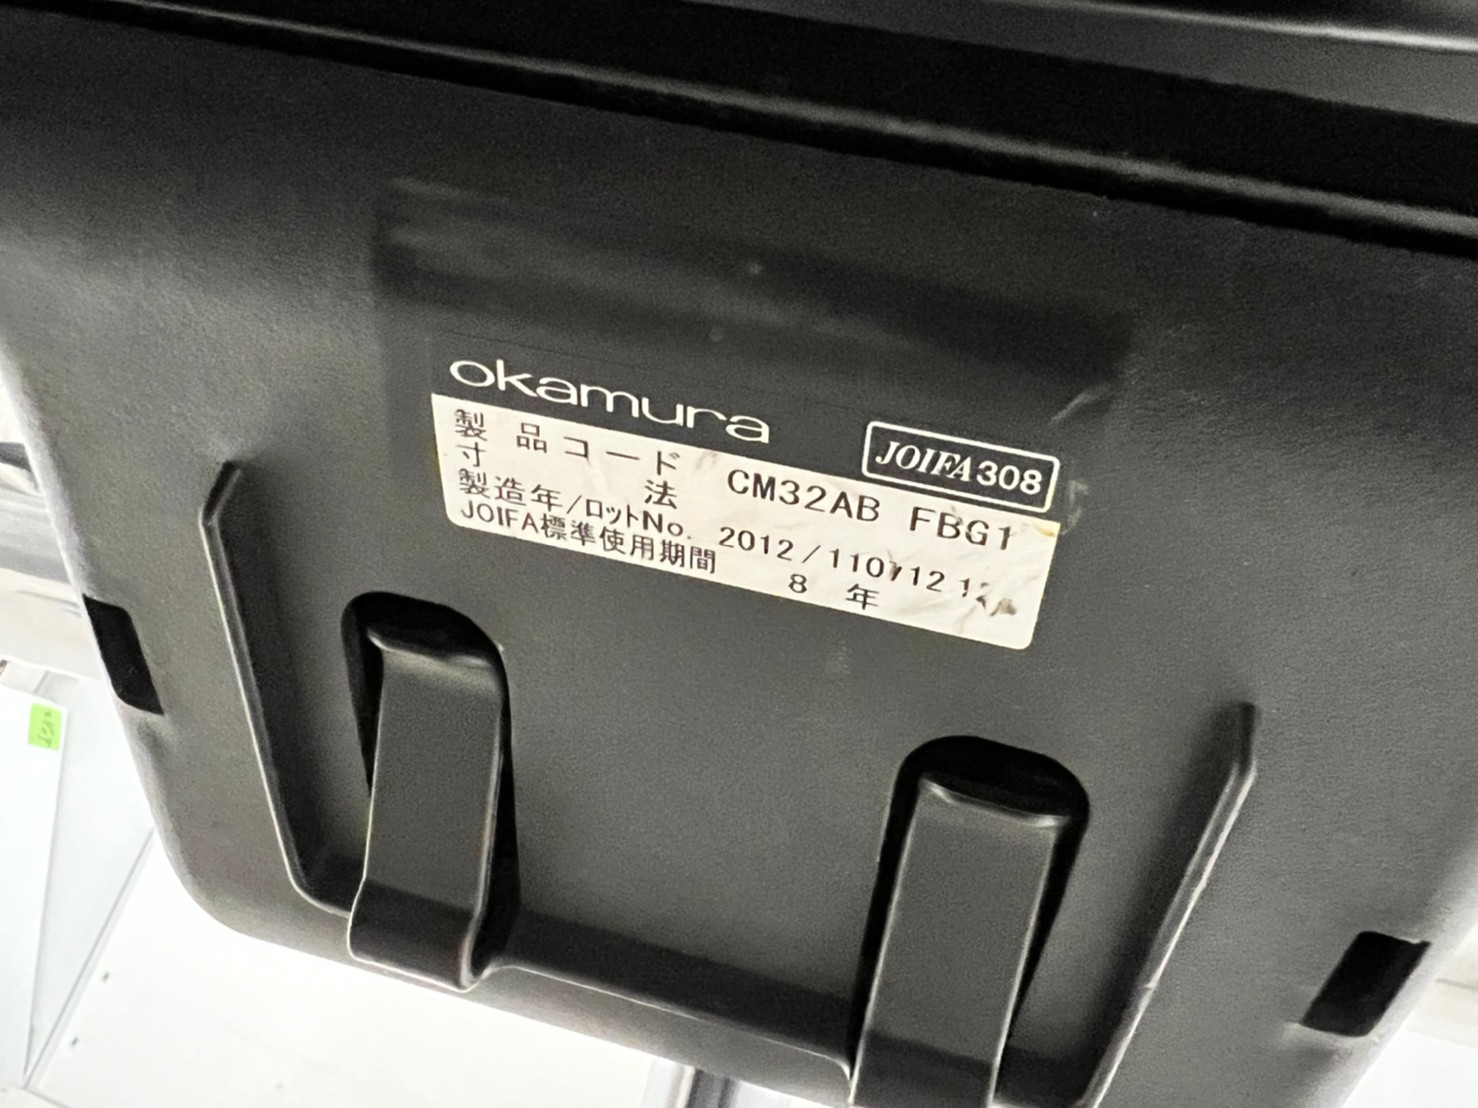 okamura
JOIFA308
製品コード CM32AB FBG1
寸法
製造年/ロットNo. 2012/110712
JOIFA標準使用期間 8年